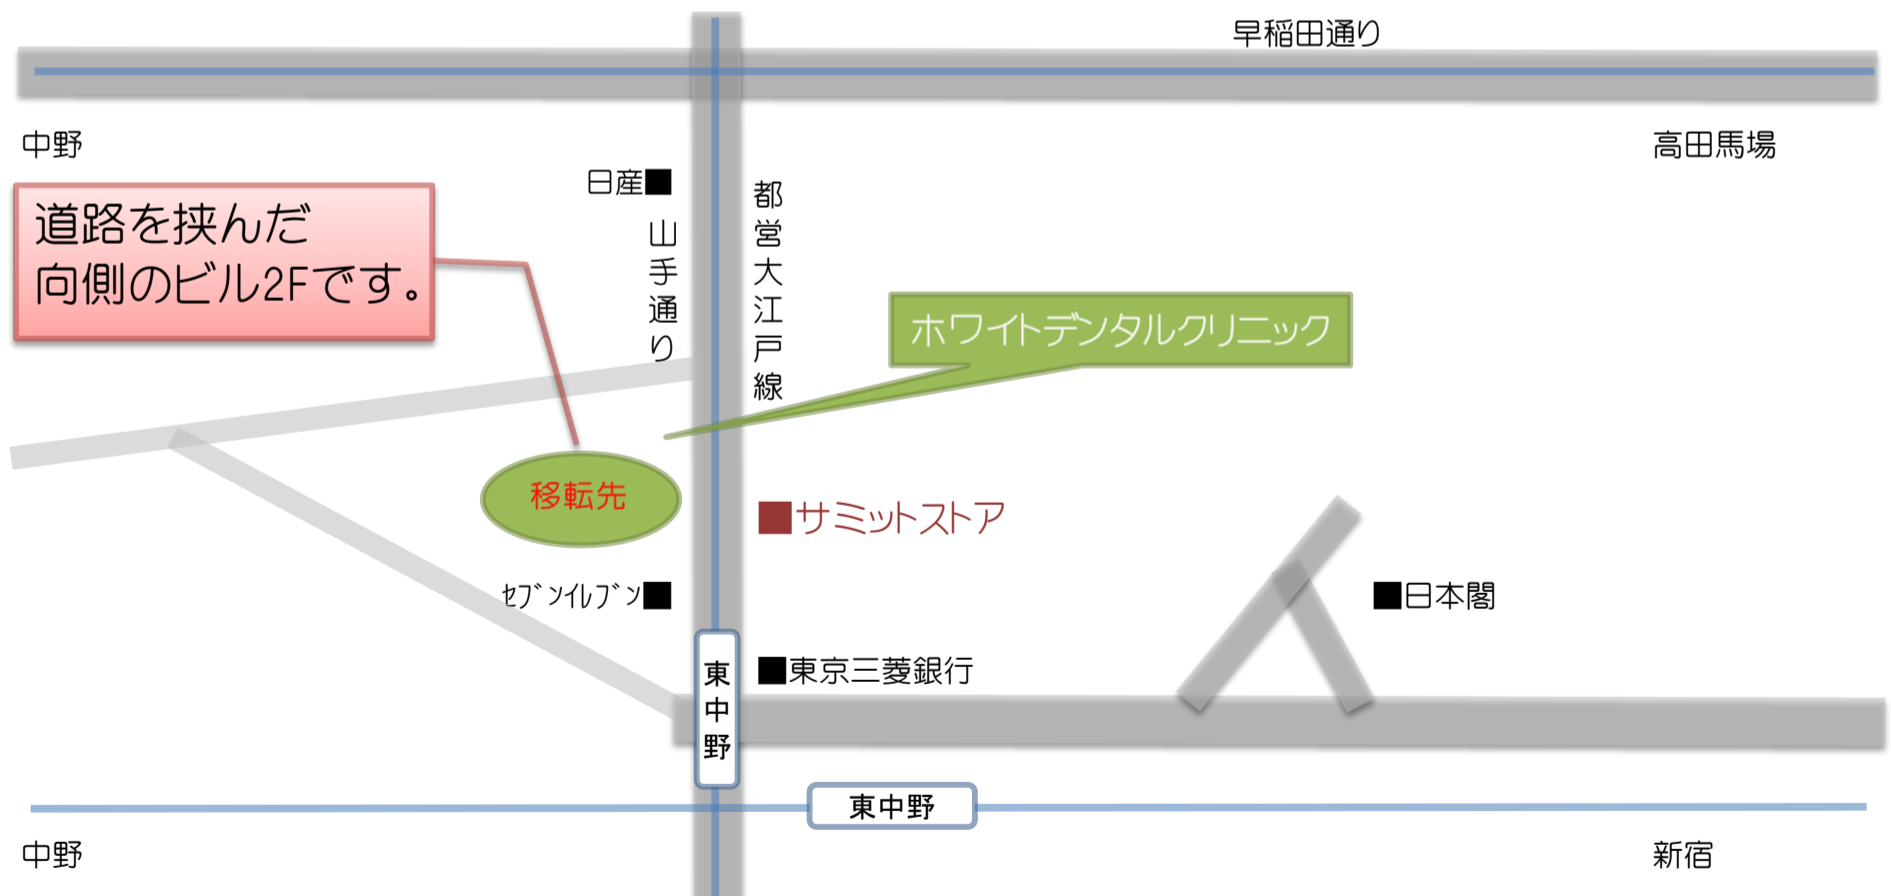 早稲田通り
中野
高田馬場
日産■
道路を挟んだ
向側のビル2Fです。
山手通り
都営大江戸線
ホワイトデンタルクリニック
移転先
■サミットストア
ｾﾌﾞﾝｲﾚﾌﾞﾝ■
■日本閣
■東京三菱銀行
東中野
東中野
中野
新宿